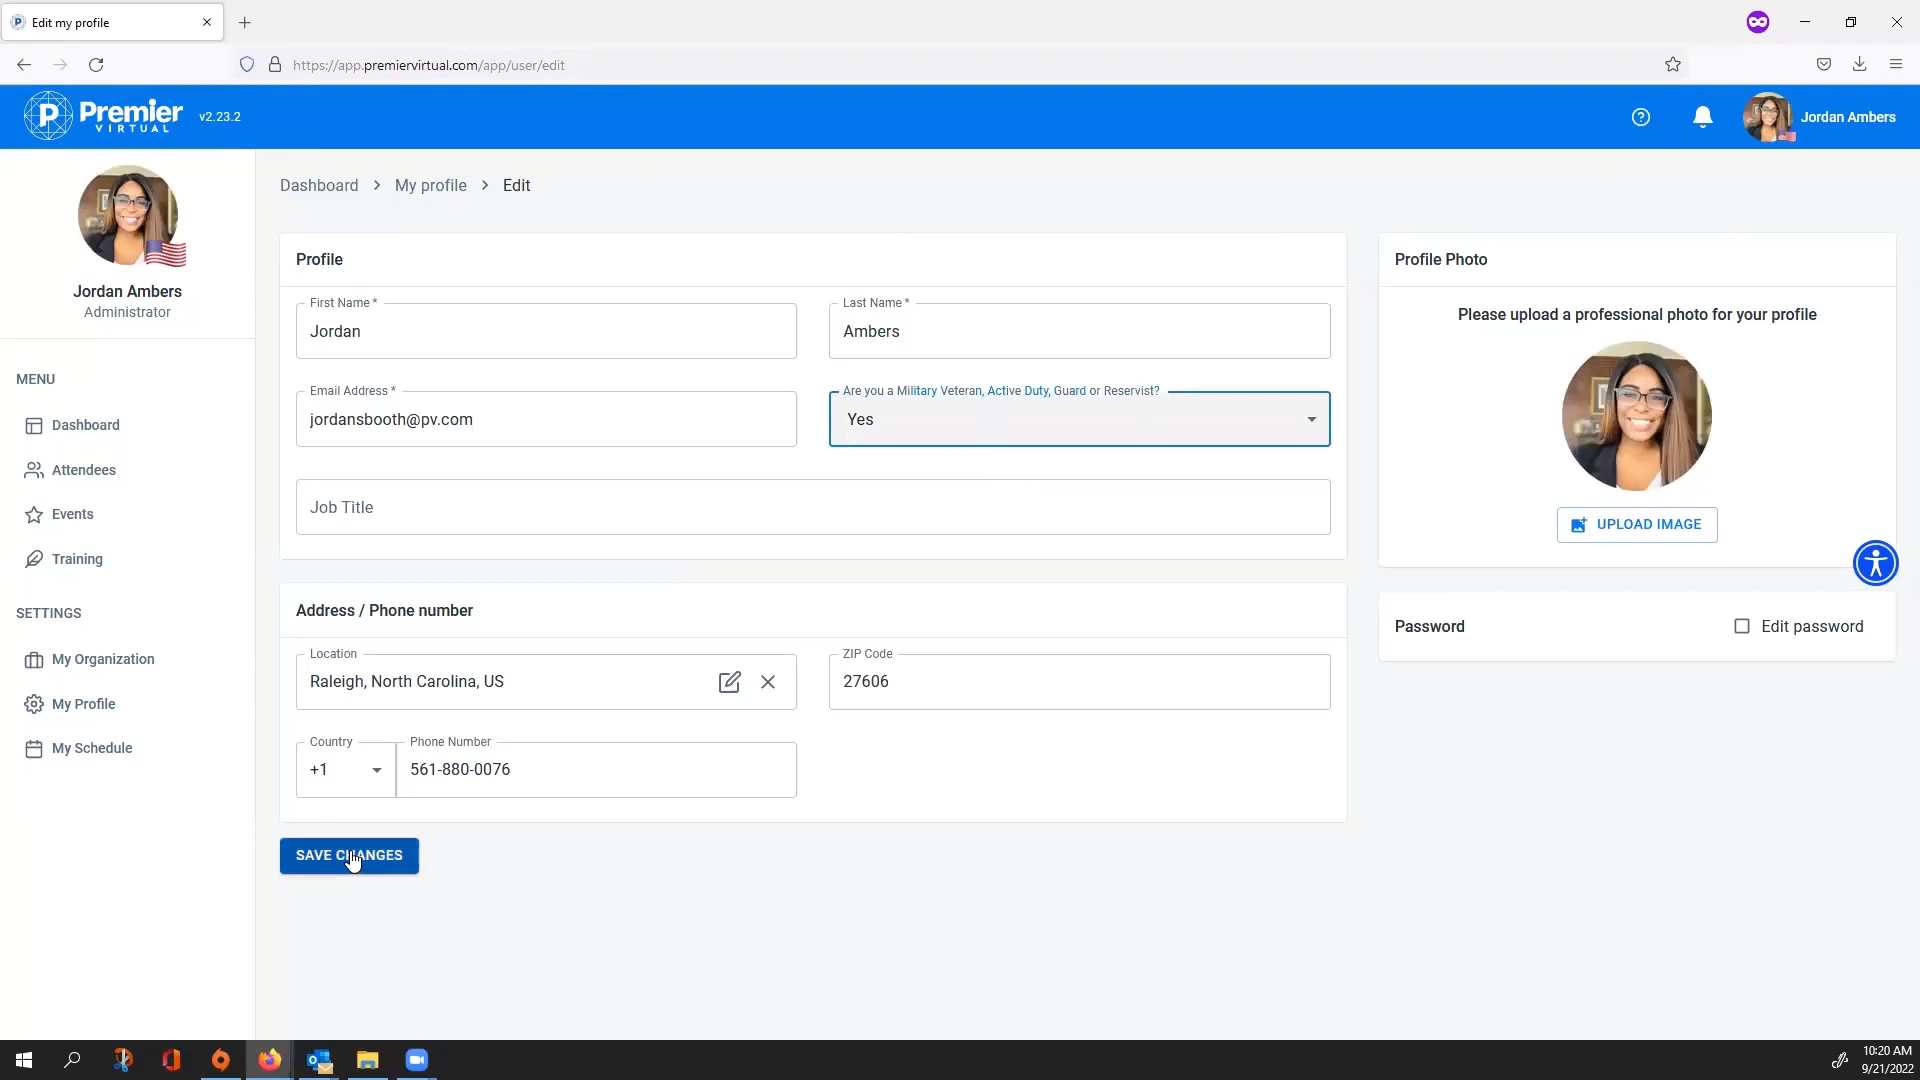 Edit my profile
https://app.premiervirtual.com/app/user/edit
P Premier VIRTUAL v2.23.2
Jordan Ambers
Jordan Ambers
Administrator
MENU
Dashboard
Attendees
Events
Training
SETTINGS
My Organization
My Profile
My Schedule
Dashboard > My profile > Edit
Profile
First Name *
Jordan
Last Name *
Ambers
Email Address *
jordansbooth@pv.com
Are you a Military Veteran, Active Duty, Guard or Reservist?
Yes
Job Title
Address / Phone number
Location
Raleigh, North Carolina, US
ZIP Code
27606
Country
+1
Phone Number
561-880-0076
SAVE CHANGES
Profile Photo
Please upload a professional photo for your profile
UPLOAD IMAGE
Password
Edit password
10:20 AM
9/21/2022